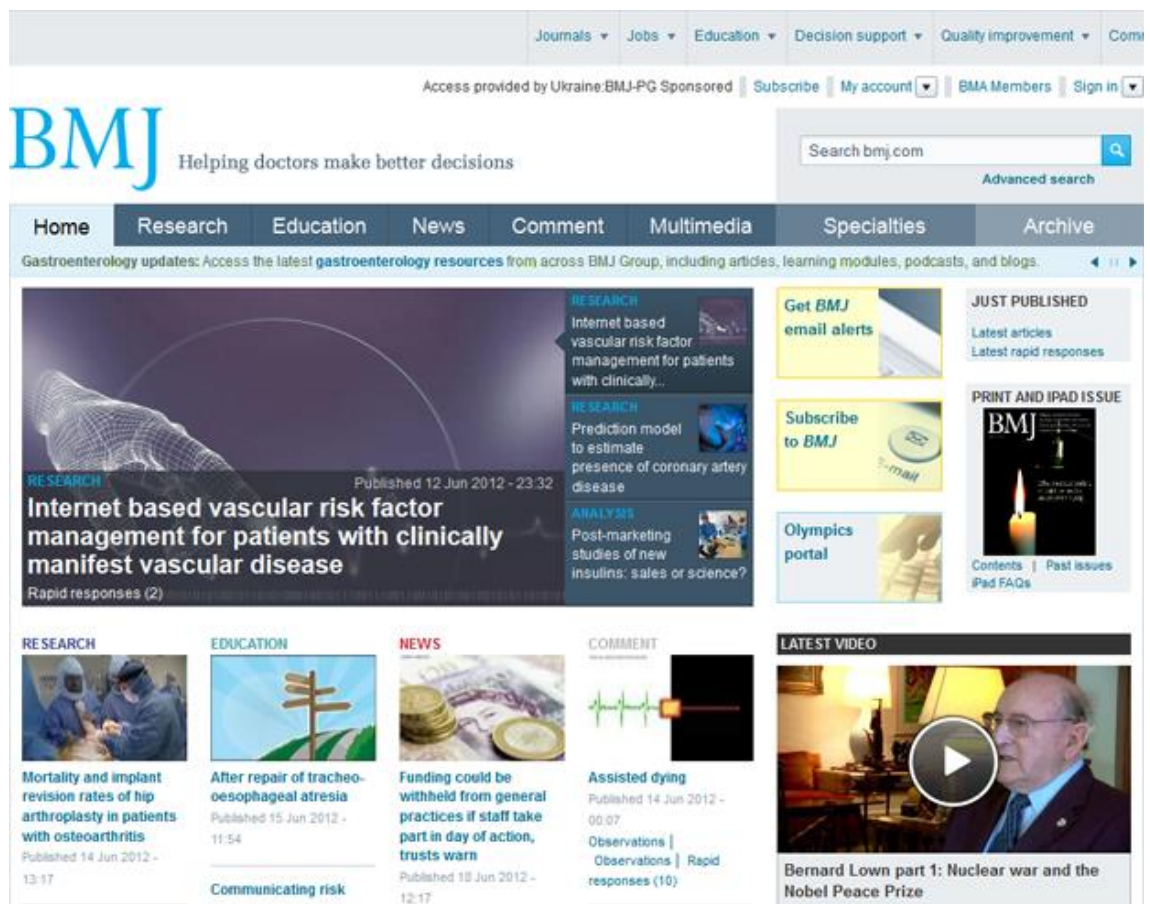 Journals Jobs Education Decision support Quality improvement Comm
Access provided by Ukraine:BMJ-PG Sponsored Subscribe My account BMA Members Sign in
BMJ Helping doctors make better decisions
Search bmj.com
Advanced search
Home Research Education News Comment Multimedia Specialties Archive
Gastroenterology updates: Access the latest gastroenterology resources from across BMJ Group, including articles, learning modules, podcasts, and blogs.
RESEARCH
Published 12 Jun 2012 - 23:32
Internet based vascular risk factor
management for patients with clinically
manifest vascular disease
Rapid responses (2)
RESEARCH
Internet based
vascular risk factor
management for patients
with clinically...
RESEARCH
Prediction model
to estimate
presence of coronary artery
disease
ANALYSIS
Post-marketing
studies of new
insulins: sales or science?
Get BMJ
email alerts
Subscribe
to BMJ
E-mail
Olympics
portal
JUST PUBLISHED
Latest articles
Latest rapid responses
PRINT AND IPAD ISSUE
BMJ
Contents | Past issues
iPad FAQs
RESEARCH
Mortality and implant
revision rates of hip
arthroplasty in patients
with osteoarthritis
Published 14 Jun 2012 -
13:17
EDUCATION
After repair of tracheo-
oesophageal atresia
Published 15 Jun 2012 -
11:54
Communicating risk
NEWS
Funding could be
withheld from general
practices if staff take
part in day of action,
trusts warn
Published 18 Jun 2012 -
12:17
COMMENT
Assisted dying
Published 14 Jun 2012 -
00:07
Observations |
Observations | Rapid
responses (10)
LATEST VIDEO
Bernard Lown part 1: Nuclear war and the
Nobel Peace Prize